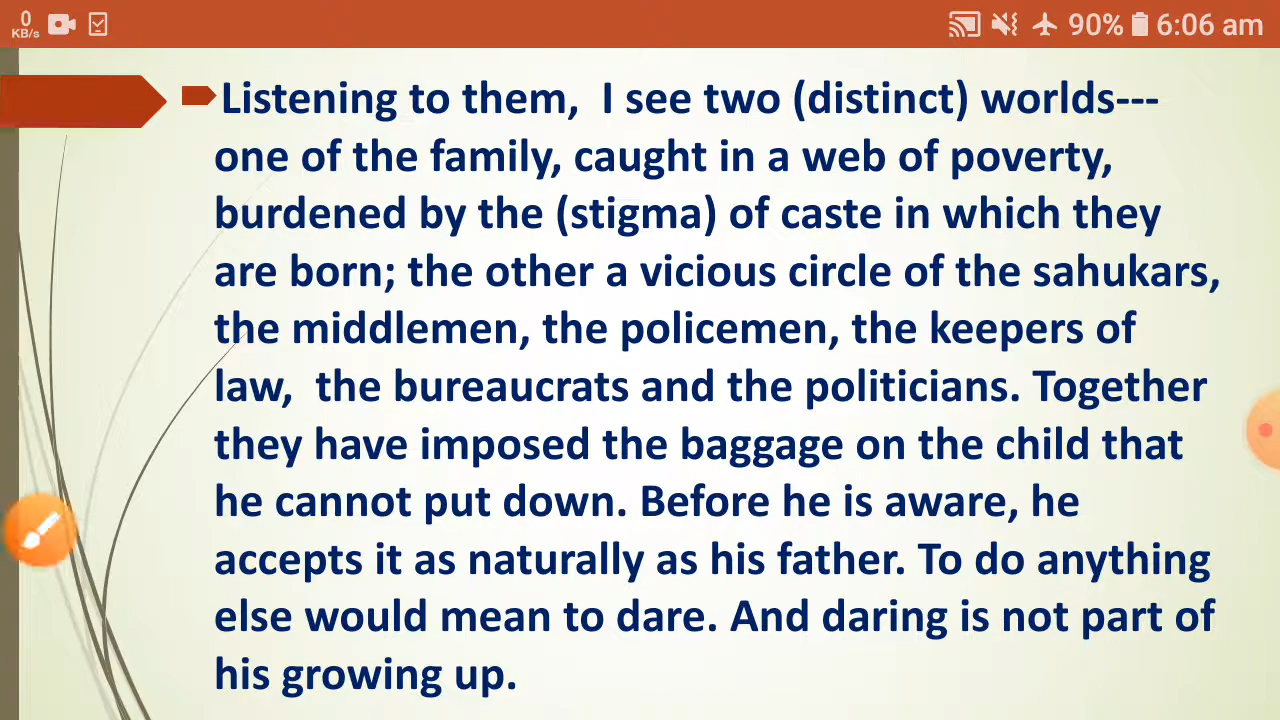 0
KB/s
90% 6:06 am
Listening to them, I see two (distinct) worlds---
one of the family, caught in a web of poverty,
burdened by the (stigma) of caste in which they
are born; the other a vicious circle of the sahukars,
the middlemen, the policemen, the keepers of
law, the bureaucrats and the politicians. Together
they have imposed the baggage on the child that
he cannot put down. Before he is aware, he
accepts it as naturally as his father. To do anything
else would mean to dare. And daring is not part of
his growing up.